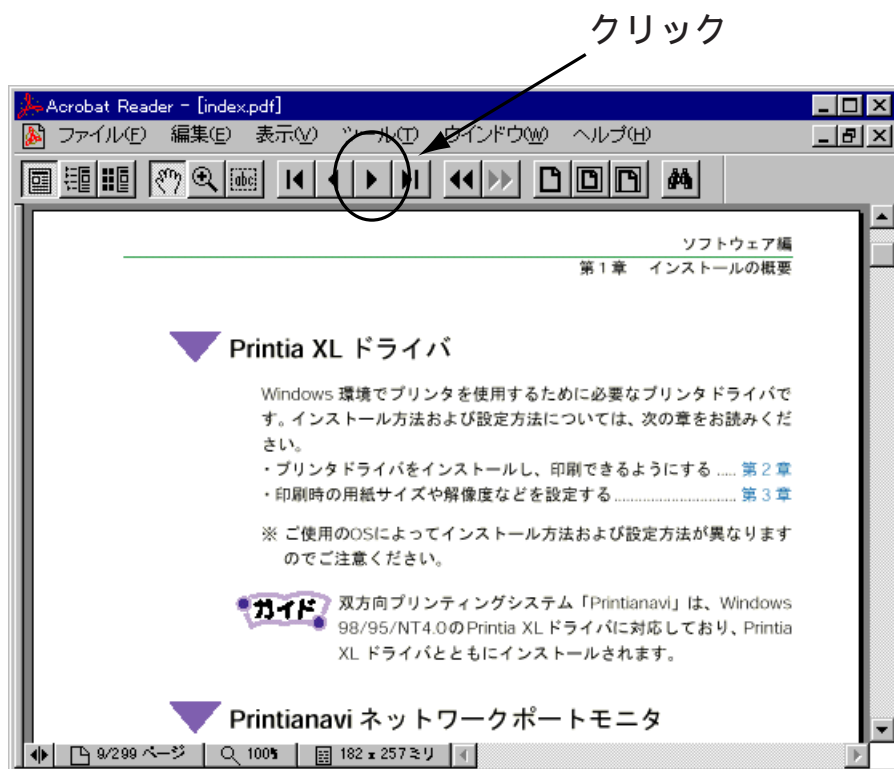 クリック
Acrobat Reader - [index.pdf]
ファイル(F) 編集(E) 表示(V) ツール(T) ウインドウ(W) ヘルプ(H)
abc
ソフトウェア編
第1章 インストールの概要
Printia XL ドライバ
Windows 環境でプリンタを使用するために必要なプリンタドライバで
す。インストール方法および設定方法については、次の章をお読みくだ
さい。
・プリンタドライバをインストールし、印刷できるようにする ..... 第2章
・印刷時の用紙サイズや解像度などを設定する .............................. 第3章
※ ご使用のOSによってインストール方法および設定方法が異なります
のでご注意ください。
ガイド
双方向プリンティングシステム「Printianavi」は、Windows
98/95/NT4.0のPrintia XLドライバに対応しており、Printia
XL ドライバとともにインストールされます。
Printianavi ネットワークポートモニタ
9/299 ページ 100% 182 x 257 ミリ